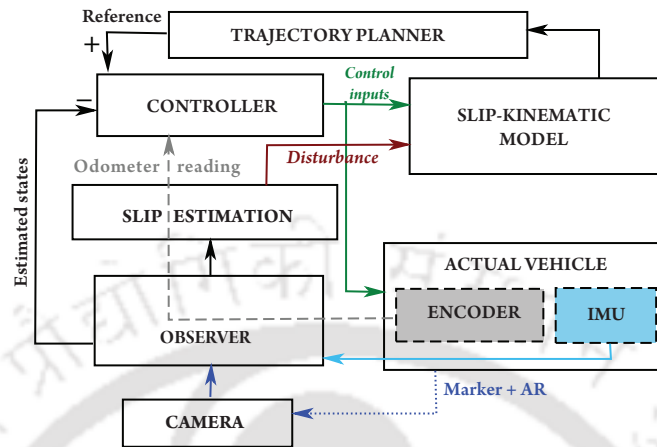 Reference
+
TRAJECTORY PLANNER
Control
inputs
−
CONTROLLER
SLIP-KINEMATIC
MODEL
Disturbance
Odometer reading
Estimated states
SLIP ESTIMATION
ACTUAL VEHICLE
ENCODER
IMU
OBSERVER
Marker + AR
CAMERA